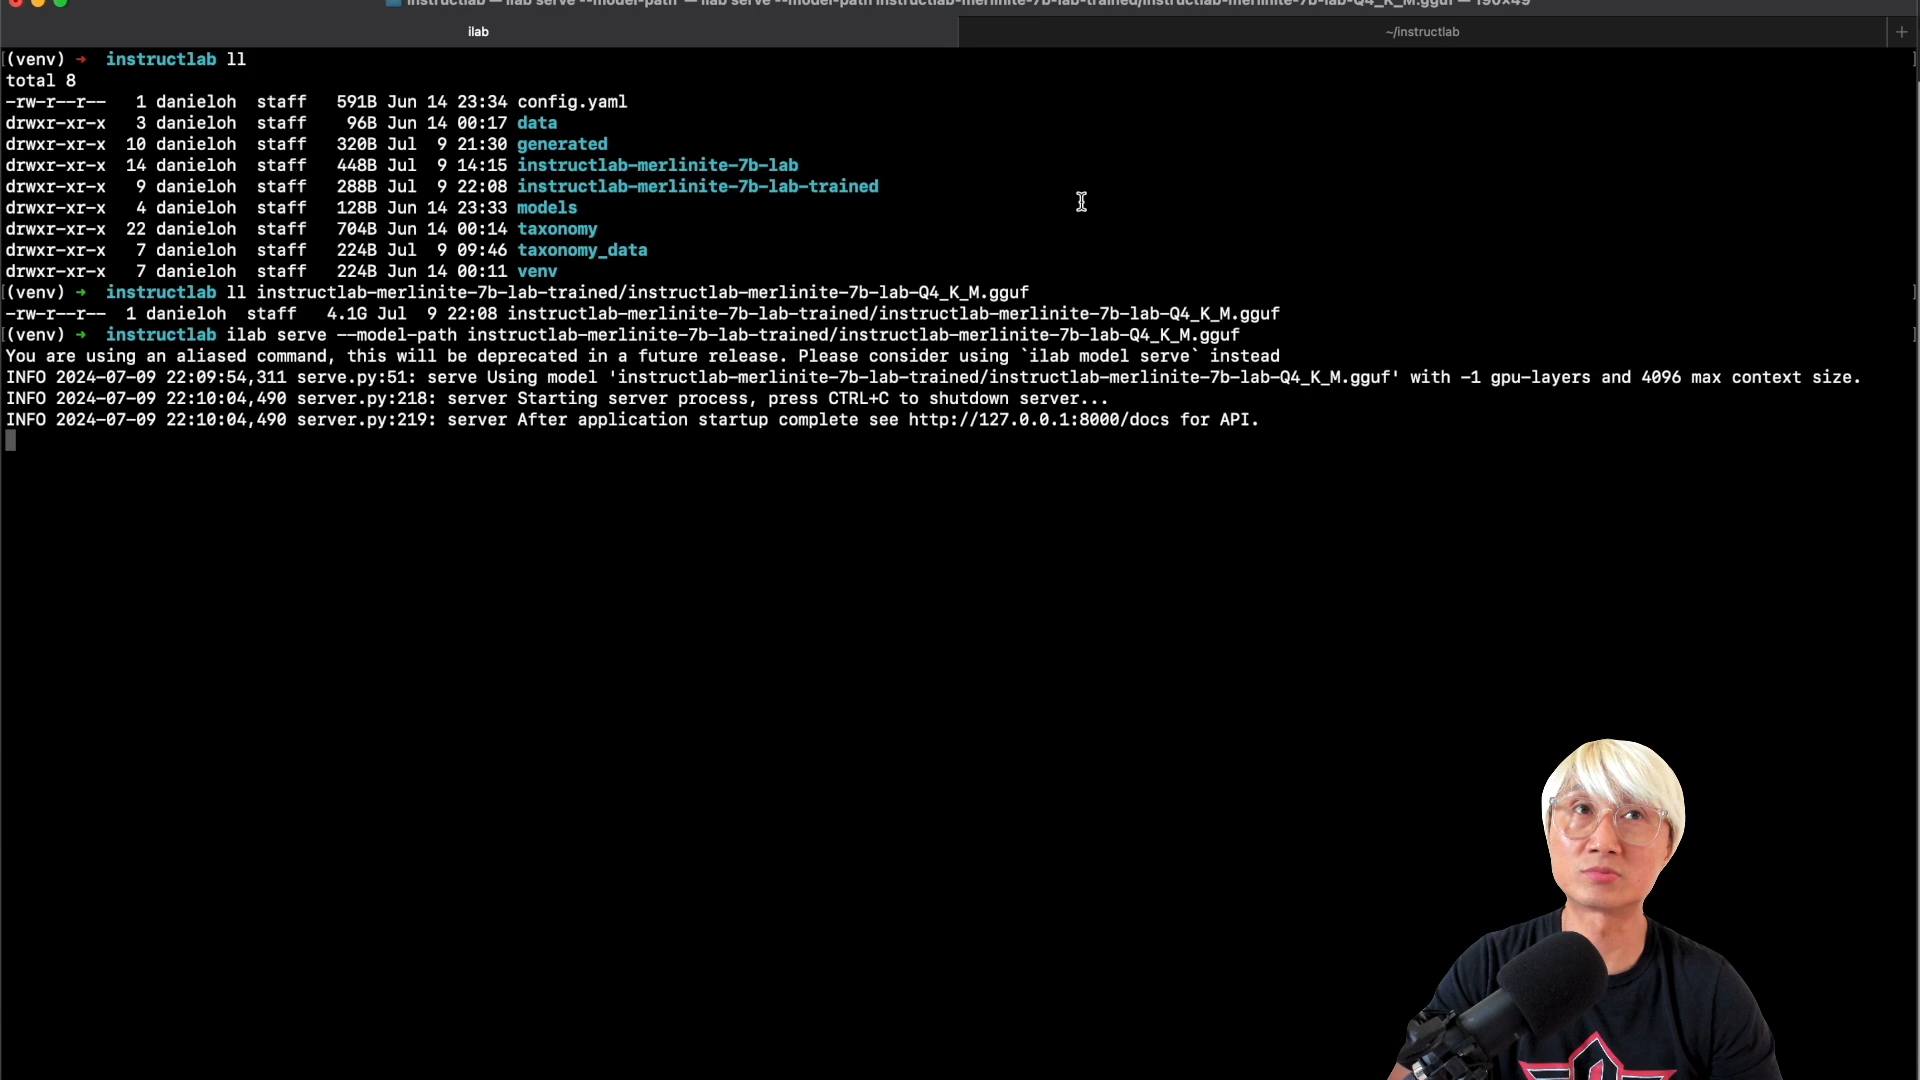 instructlab — ilab serve --model-path — ilab serve --model-path instructlab-merlinite-7b-lab-trained/instructlab-merlinite-7b-lab-Q4_K_M.gguf — 190×49
ilab
~/instructlab
+
(venv) ➜ instructlab ll
total 8
-rw-r--r-- 1 danieloh staff 591B Jun 14 23:34 config.yaml
drwxr-xr-x 3 danieloh staff 96B Jun 14 00:17 data
drwxr-xr-x 10 danieloh staff 320B Jul 9 21:30 generated
drwxr-xr-x 14 danieloh staff 448B Jul 9 14:15 instructlab-merlinite-7b-lab
drwxr-xr-x 9 danieloh staff 288B Jul 9 22:08 instructlab-merlinite-7b-lab-trained
drwxr-xr-x 4 danieloh staff 128B Jun 14 23:33 models
drwxr-xr-x 22 danieloh staff 704B Jun 14 00:14 taxonomy
drwxr-xr-x 7 danieloh staff 224B Jul 9 09:46 taxonomy_data
drwxr-xr-x 7 danieloh staff 224B Jun 14 00:11 venv
(venv) ➜ instructlab ll instructlab-merlinite-7b-lab-trained/instructlab-merlinite-7b-lab-Q4_K_M.gguf
-rw-r--r-- 1 danieloh staff 4.1G Jul 9 22:08 instructlab-merlinite-7b-lab-trained/instructlab-merlinite-7b-lab-Q4_K_M.gguf
(venv) ➜ instructlab ilab serve --model-path instructlab-merlinite-7b-lab-trained/instructlab-merlinite-7b-lab-Q4_K_M.gguf
You are using an aliased command, this will be deprecated in a future release. Please consider using `ilab model serve` instead
INFO 2024-07-09 22:09:54,311 serve.py:51: serve Using model 'instructlab-merlinite-7b-lab-trained/instructlab-merlinite-7b-lab-Q4_K_M.gguf' with -1 gpu-layers and 4096 max context size.
INFO 2024-07-09 22:10:04,490 server.py:218: server Starting server process, press CTRL+C to shutdown server...
INFO 2024-07-09 22:10:04,490 server.py:219: server After application startup complete see http://127.0.0.1:8000/docs for API.